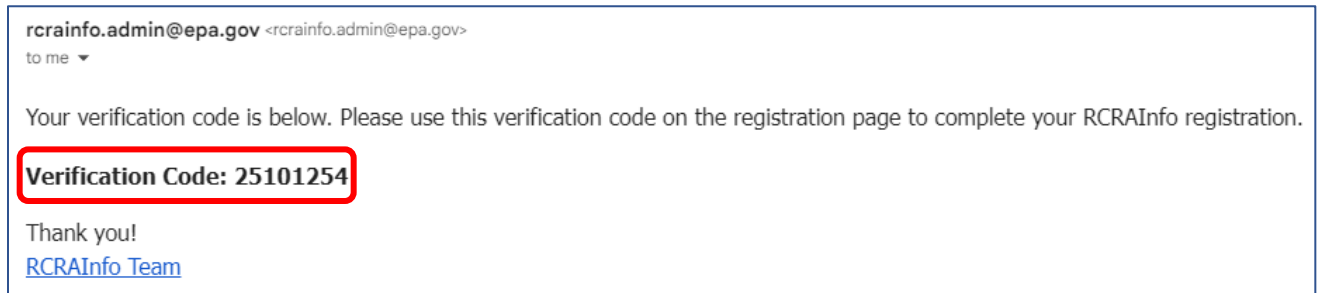 rcrainfo.admin@epa.gov <rcrainfo.admin@epa.gov>
to me
Your verification code is below. Please use this verification code on the registration page to complete your RCRAInfo registration.
Verification Code: 25101254
Thank you!
RCRAInfo Team